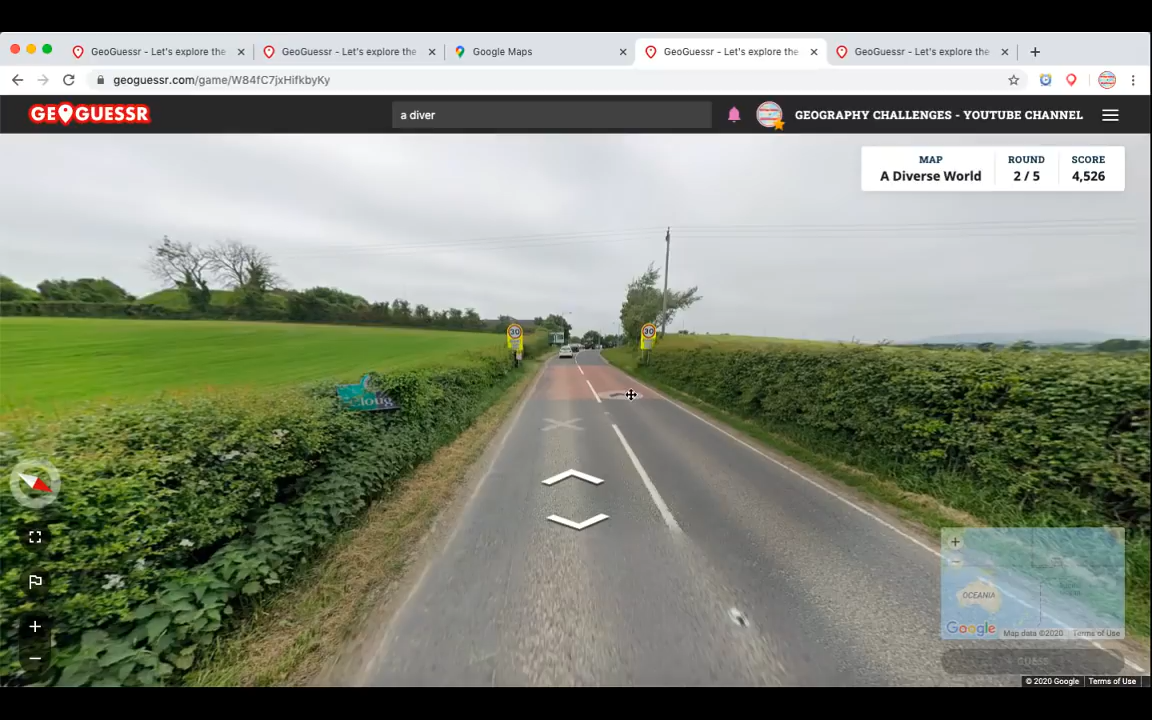 GeoGuessr - Let's explore the
GeoGuessr - Let's explore the
Google Maps
GeoGuessr - Let's explore the
GeoGuessr - Let's explore the
geoguessr.com/game/W84fC7jxHifkbyKy
GEOGUESSR
a diver
GEOGRAPHY CHALLENGES - YOUTUBE CHANNEL
MAP ROUND SCORE
A Diverse World 2 / 5 4,526
30 30
OCEANIA
Google Map data ©2020 Terms of Use
GUESS
© 2020 Google Terms of Use